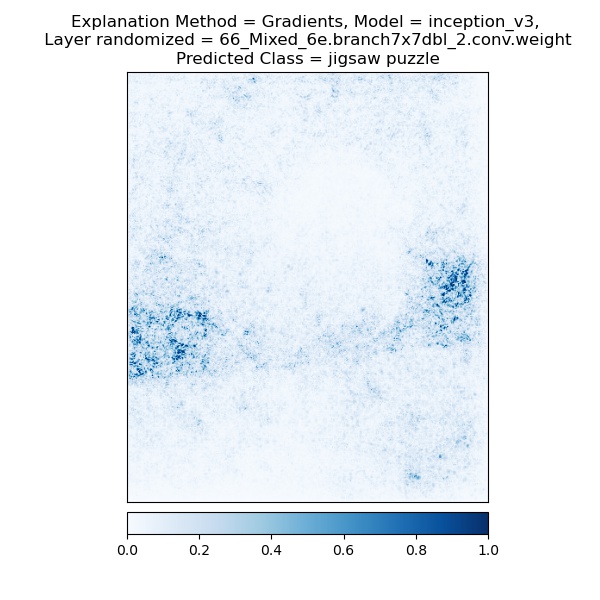 Explanation Method = Gradients, Model = inception_v3,
Layer randomized = 66_Mixed_6e.branch7x7dbl_2.conv.weight
Predicted Class = jigsaw puzzle
0.0 0.2 0.4 0.6 0.8 1.0